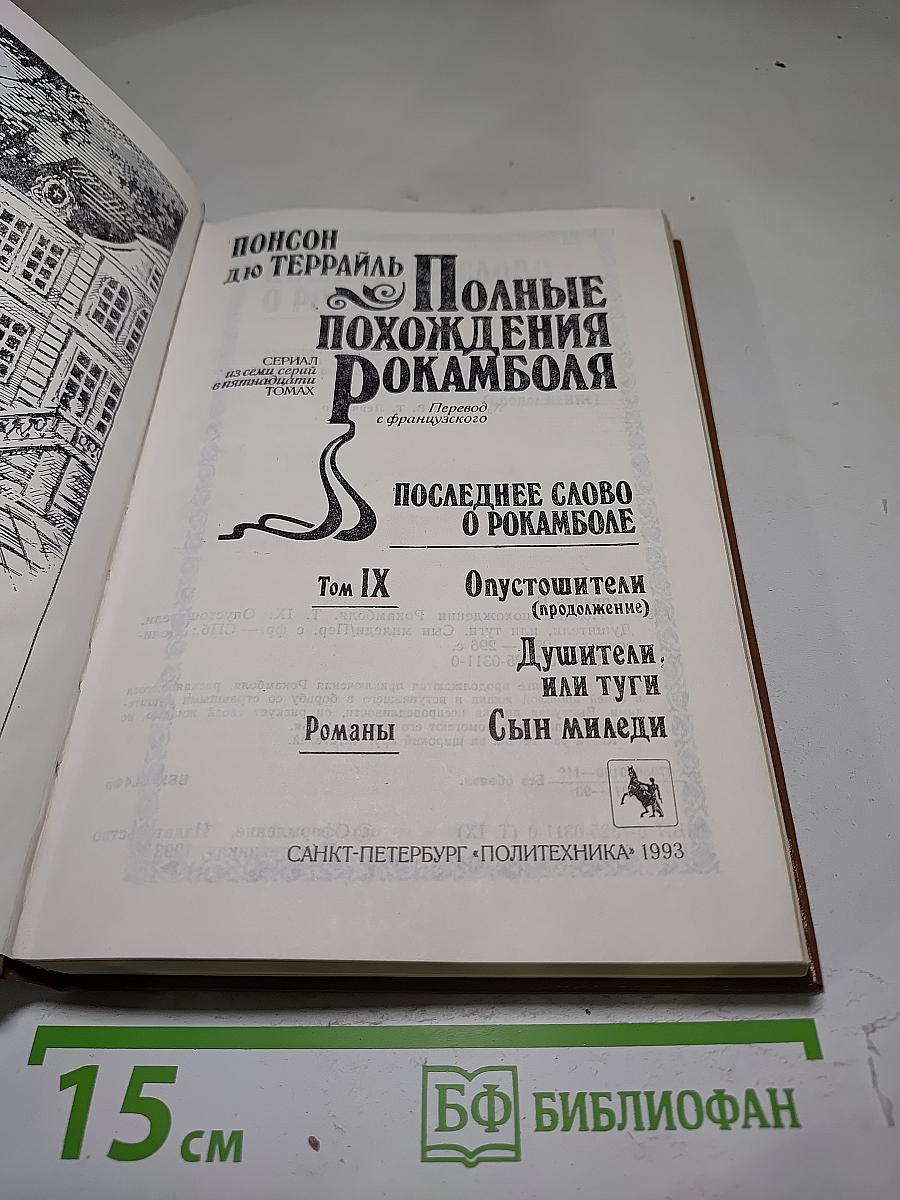 ПОНСОН
ДЮ ТЕРРАЙЛЬ
ПОЛНЫЕ
ПОХОЖДЕНИЯ
РОКАМБОЛЯ
СЕРИАЛ
из семи серий
в пятнадцати
ТОМАХ
Перевод
с французского
ПОСЛЕДНЕЕ СЛОВО
О РОКАМБОЛЕ
Том IX
Опустошители
(продолжение)
Душители,
или туги
Романы
Сын миледи
САНКТ-ПЕТЕРБУРГ «ПОЛИТЕХНИКА» 1993
15 см
БФ БИБЛИОФАН